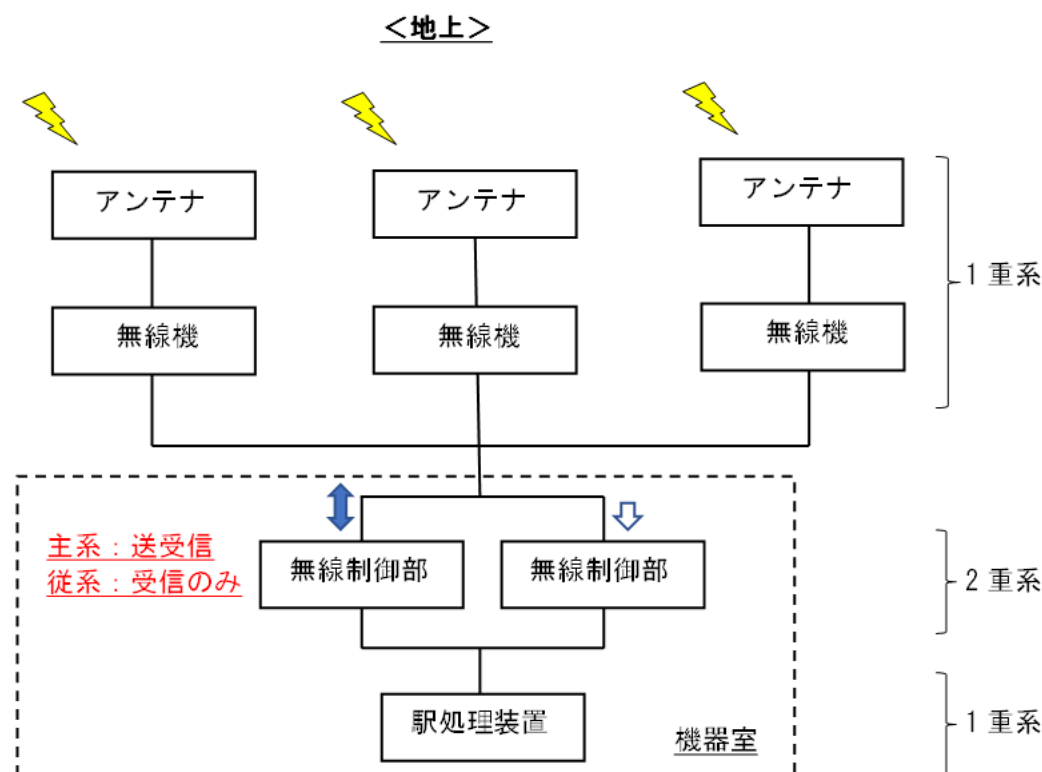 ＜地上＞
アンテナ
アンテナ
アンテナ
1 重系
無線機
無線機
無線機
主系：送受信
従系：受信のみ
無線制御部
無線制御部
2 重系
駅処理装置
機器室
1 重系